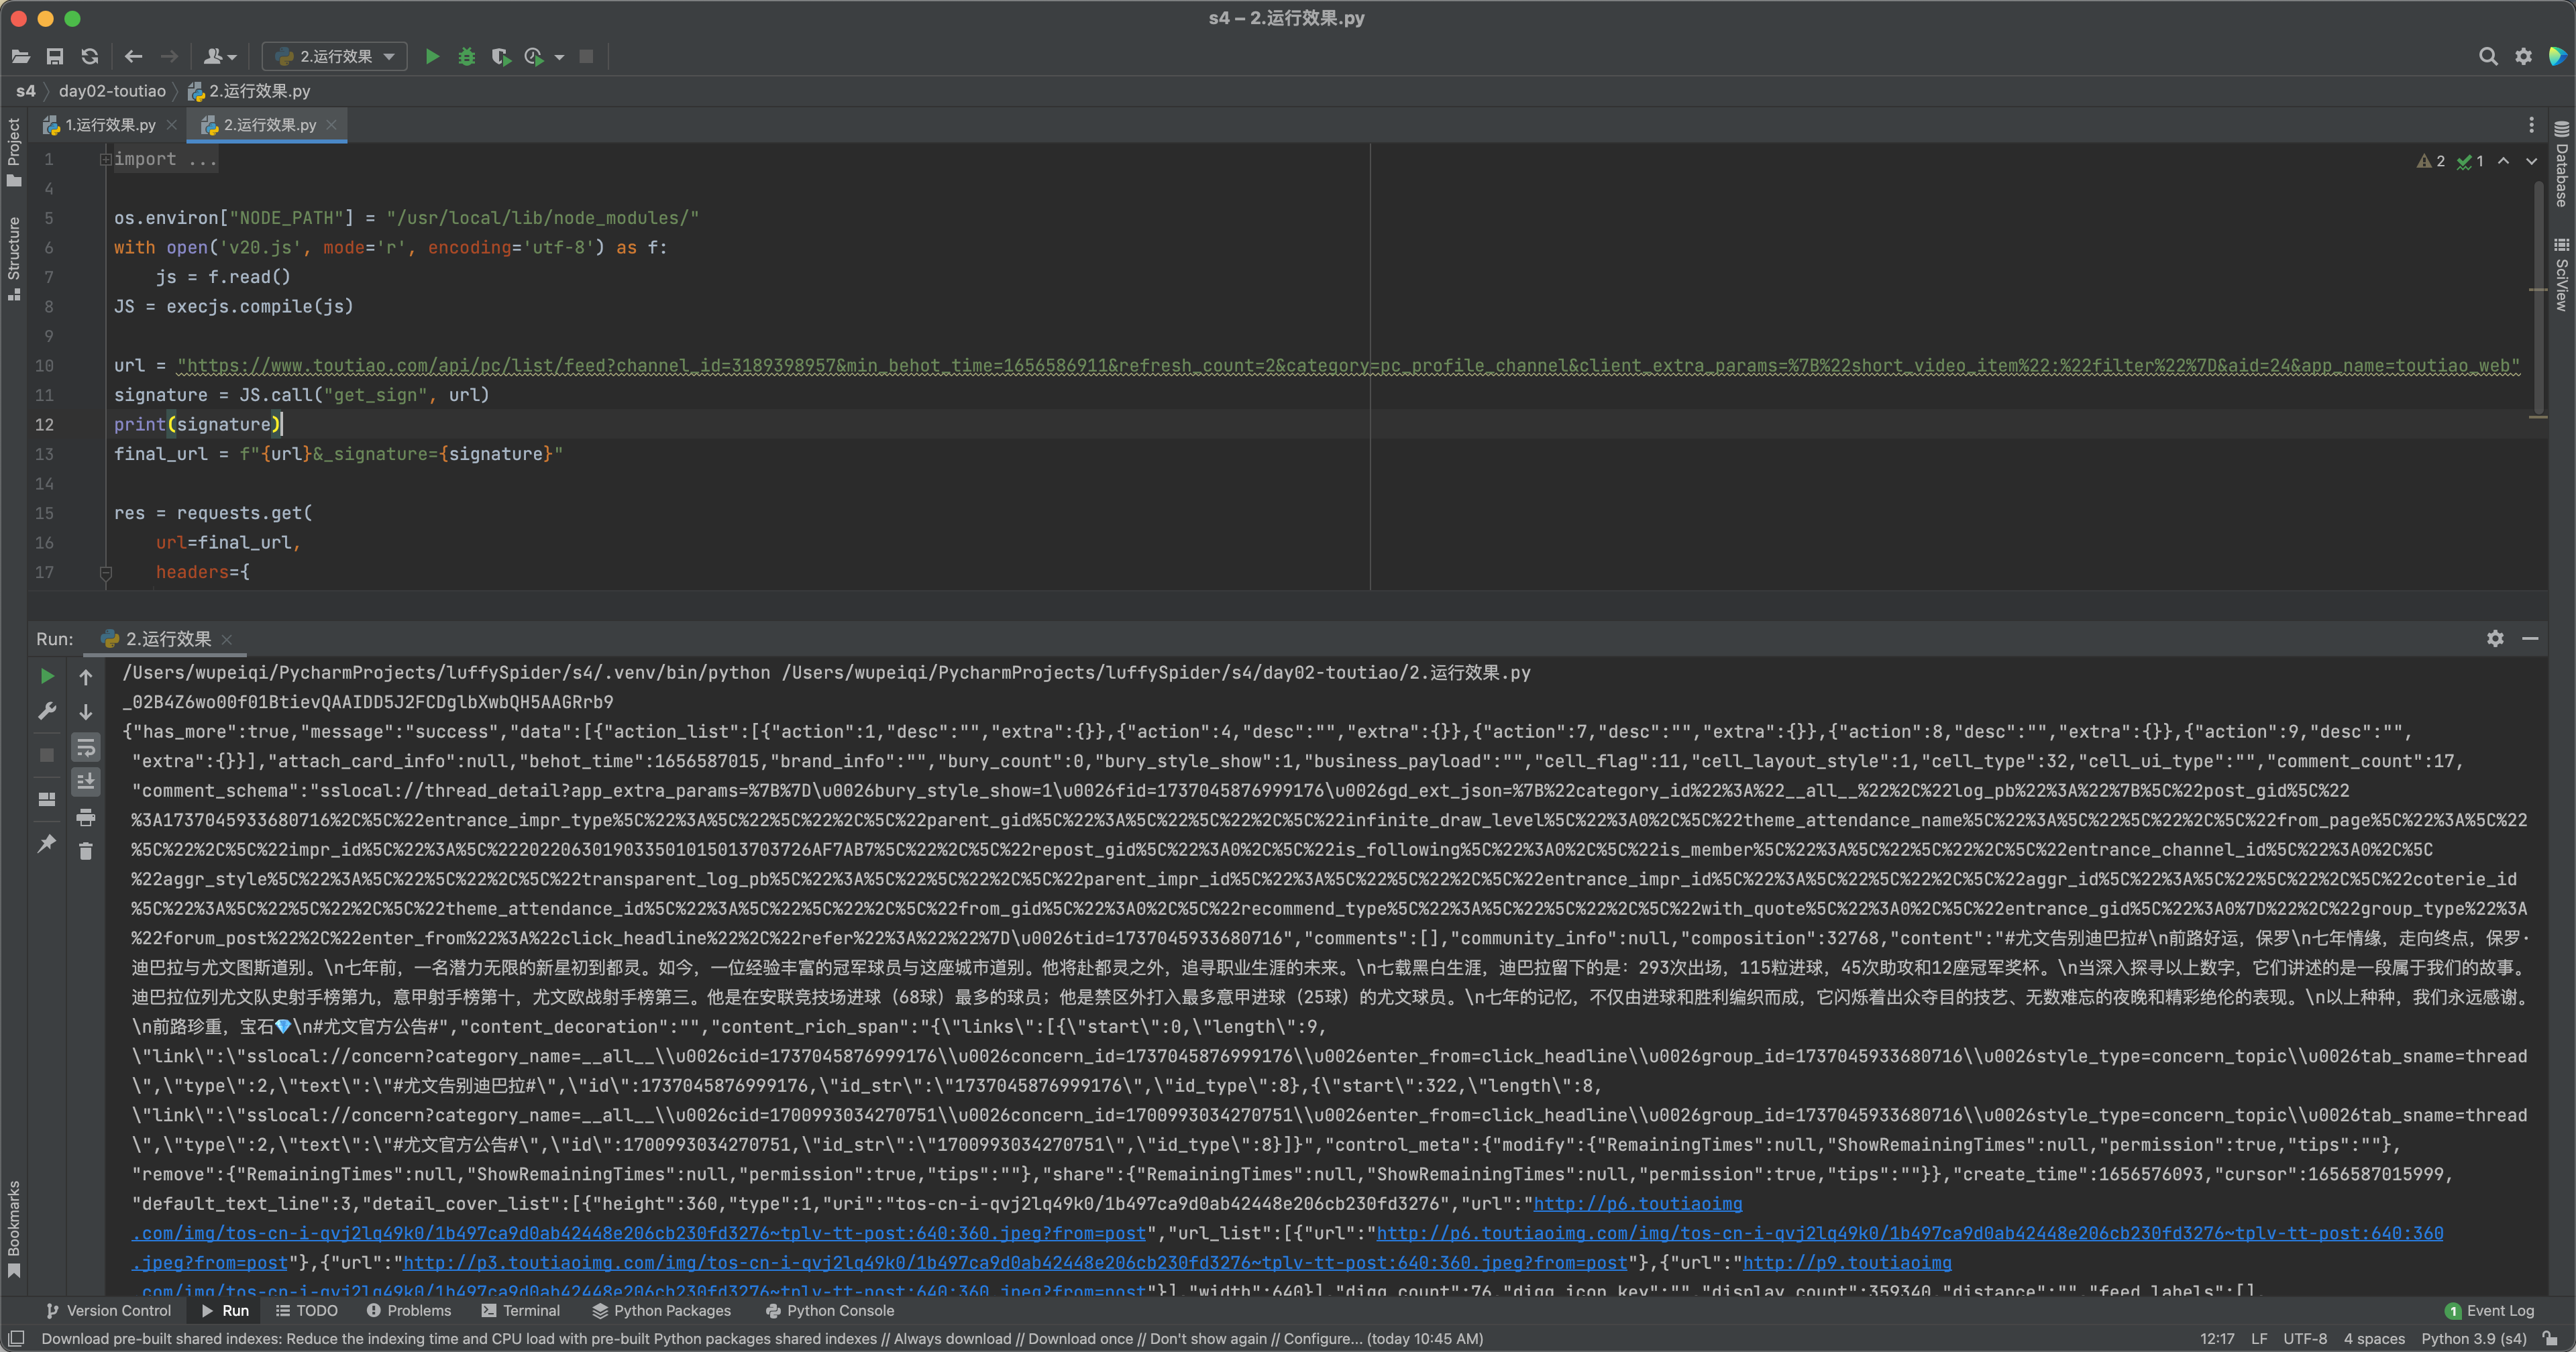 s4 – 2.运行效果.py
2.运行效果
s4 day02-toutiao 2.运行效果.py
1.运行效果.py 2.运行效果.py
Project
Structure
Bookmarks
Database
SciView
2 1
1 import ...
4
5 os.environ["NODE_PATH"] = "/usr/local/lib/node_modules/"
6 with open('v20.js', mode='r', encoding='utf-8') as f:
7 js = f.read()
8 JS = execjs.compile(js)
9
10 url = "https://www.toutiao.com/api/pc/list/feed?channel_id=3189398957&min_behot_time=1656586911&refresh_count=2&category=pc_profile_channel&client_extra_params=%7B%22short_video_item%22:%22filter%22%7D&aid=24&app_name=toutiao_web"
11 signature = JS.call("get_sign", url)
12 print(signature)
13 final_url = f"{url}&_signature={signature}"
14
15 res = requests.get(
16 url=final_url,
17 headers={
Run: 2.运行效果
/Users/wupeiqi/PycharmProjects/luffySpider/s4/.venv/bin/python /Users/wupeiqi/PycharmProjects/luffySpider/s4/day02-toutiao/2.运行效果.py
_02B4Z6wo00f01BtievQAAIDD5J2FCDglbXwbQH5AAGRrb9
{"has_more":true,"message":"success","data":[{"action_list":[{"action":1,"desc":"","extra":{}},{"action":4,"desc":"","extra":{}},{"action":7,"desc":"","extra":{}},{"action":8,"desc":"","extra":{}},{"action":9,"desc":"",
"extra":{}}],"attach_card_info":null,"behot_time":1656587015,"brand_info":"","bury_count":0,"bury_style_show":1,"business_payload":"","cell_flag":11,"cell_layout_style":1,"cell_type":32,"cell_ui_type":"","comment_count":17,
"comment_schema":"sslocal://thread_detail?app_extra_params=%7B%7D\u0026bury_style_show=1\u0026fid=1737045876999176\u0026gd_ext_json=%7B%22category_id%22%3A%22__all__%22%2C%22log_pb%22%3A%22%7B%5C%22post_gid%5C%22
%3A1737045933680716%2C%5C%22entrance_impr_type%5C%22%3A%5C%22%5C%22%2C%5C%22parent_gid%5C%22%3A%5C%22%5C%22%2C%5C%22infinite_draw_level%5C%22%3A0%2C%5C%22theme_attendance_name%5C%22%3A%5C%22%5C%22%2C%5C%22from_page%5C%22%3A%5C%22
%5C%22%2C%5C%22impr_id%5C%22%3A%5C%22202206301903350101501370​3726AF7AB7%5C%22%2C%5C%22repost_gid%5C%22%3A0%2C%5C%22is_following%5C%22%3A0%2C%5C%22is_member%5C%22%3A%5C%22%5C%22%2C%5C%22entrance_channel_id%5C%22%3A0%2C%5C
%22aggr_style%5C%22%3A%5C%22%5C%22%2C%5C%22transparent_log_pb%5C%22%3A%5C%22%5C%22%2C%5C%22parent_impr_id%5C%22%3A%5C%22%5C%22%2C%5C%22entrance_impr_id%5C%22%3A%5C%22%5C%22%2C%5C%22aggr_id%5C%22%3A%5C%22%5C%22%2C%5C%22coterie_id
%5C%22%3A%5C%22%5C%22%2C%5C%22theme_attendance_id%5C%22%3A%5C%22%5C%22%2C%5C%22from_gid%5C%22%3A0%2C%5C%22recommend_type%5C%22%3A%5C%22%5C%22%2C%5C%22with_quote%5C%22%3A0%2C%5C%22entrance_gid%5C%22%3A0%7D%22%2C%22group_type%22%3A
%22forum_post%22%2C%22enter_from%22%3A%22click_headline%22%2C%22refer%22%3A%22%22%7D\u0026tid=1737045933680716","comments":[],"community_info":null,"composition":32768,"content":"#尤文告别迪巴拉#\n前路好运，保罗\n七年情缘，走向终点，保罗·
迪巴拉与尤文图斯道别。\n七年前，一名潜力无限的新星初到都灵。如今，一位经验丰富的冠军球员与这座城市道别。他将赴都灵之外，追寻职业生涯的未来。\n七载黑白生涯，迪巴拉留下的是：293次出场，115粒进球，45次助攻和12座冠军奖杯。\n当深入探寻以上数字，它们讲述的是一段属于我们的故事。
迪巴拉位列尤文队史射手榜第九，意甲射手榜第十，尤文欧战射手榜第三。他是在安联竞技场进球（68球）最多的球员；他是禁区外打入最多意甲进球（25球）的尤文球员。\n七年的记忆，不仅由进球和胜利编织而成，它闪烁着出众夺目的技艺、无数难忘的夜晚和精彩绝伦的表现。\n以上种种，我们永远感谢。
\n前路珍重，宝石💎\n#尤文官方公告#","content_decoration":"","content_rich_span":"{\"links\":[{\"start\":0,\"length\":9,
\"link\":\"sslocal://concern?category_name=__all__\\u0026cid=1737045876999176\\u0026concern_id=1737045876999176\\u0026enter_from=click_headline\\u0026group_id=1737045933680716\\u0026style_type=concern_topic\\u0026tab_sname=thread
\",\"type\":2,\"text\":\"#尤文告别迪巴拉#\",\"id\":1737045876999176,\"id_str\":\"1737045876999176\",\"id_type\":8},{\"start\":322,\"length\":8,
\"link\":\"sslocal://concern?category_name=__all__\\u0026cid=1700993034270751\\u0026concern_id=1700993034270751\\u0026enter_from=click_headline\\u0026group_id=1737045933680716\\u0026style_type=concern_topic\\u0026tab_sname=thread
\",\"type\":2,\"text\":\"#尤文官方公告#\",\"id\":1700993034270751,\"id_str\":\"1700993034270751\",\"id_type\":8}]}","control_meta":{"modify":{"RemainingTimes":null,"ShowRemainingTimes":null,"permission":true,"tips":""},
"remove":{"RemainingTimes":null,"ShowRemainingTimes":null,"permission":true,"tips":""},"share":{"RemainingTimes":null,"ShowRemainingTimes":null,"permission":true,"tips":""}},"create_time":1656576093,"cursor":1656587015999,
"default_text_line":3,"detail_cover_list":[{"height":360,"type":1,"uri":"tos-cn-i-qvj2lq49k0/1b497ca9d0ab42448e206cb230fd3276","url":"http://p6.toutiaoimg
.com/img/tos-cn-i-qvj2lq49k0/1b497ca9d0ab42448e206cb230fd3276~tplv-tt-post:640:360.jpeg?from=post","url_list":[{"url":"http://p6.toutiaoimg.com/img/tos-cn-i-qvj2lq49k0/1b497ca9d0ab42448e206cb230fd3276~tplv-tt-post:640:360
.jpeg?from=post"},{"url":"http://p3.toutiaoimg.com/img/tos-cn-i-qvj2lq49k0/1b497ca9d0ab42448e206cb230fd3276~tplv-tt-post:640:360.jpeg?from=post"},{"url":"http://p9.toutiaoimg
.com/img/tos-cn-i-qvj2lq49k0/1b497ca9d0ab42448e206cb230fd3276~tplv-tt-post:640:360.jpeg?from=post"}],"width":640}],"digg_count":76,"digg_icon_key":"","display_count":359340,"distance":"","feed_labels":[],
Version Control Run TODO Problems Terminal Python Packages Python Console 1 Event Log
Download pre-built shared indexes: Reduce the indexing time and CPU load with pre-built Python packages shared indexes // Always download // Download once // Don't show again // Configure... (today 10:45 AM) 12:17 LF UTF-8 4 spaces Python 3.9 (s4)